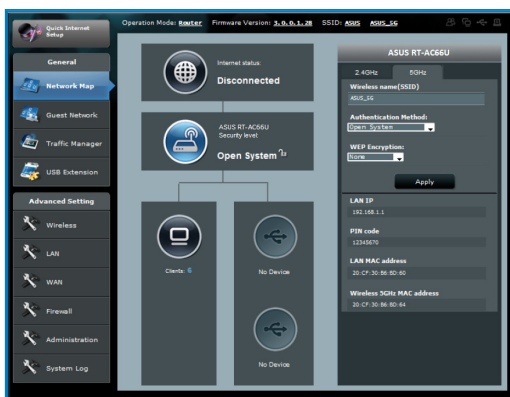 Quick Internet
Setup
Operation Mode: Router Firmware Version: 3.0.0.1.28 SSID: ASUS ASUS_5G
General
Network Map
Guest Network
Traffic Manager
USB Extension
Advanced Setting
Wireless
LAN
WAN
Firewall
Administration
System Log
Internet status:
Disconnected
ASUS RT-AC66U
Security level
Open System
Clients: 6
No Device
No Device
ASUS RT-AC66U
2.4GHz 5GHz
Wireless name(SSID)
ASUS_5G
Authentication Method:
Open System
WEP Encryption:
None
Apply
LAN IP
192.168.1.1
PIN code
12345670
LAN MAC address
20:CF:30:B6:BD:60
Wireless 5GHz MAC address
20:CF:30:B6:BD:64